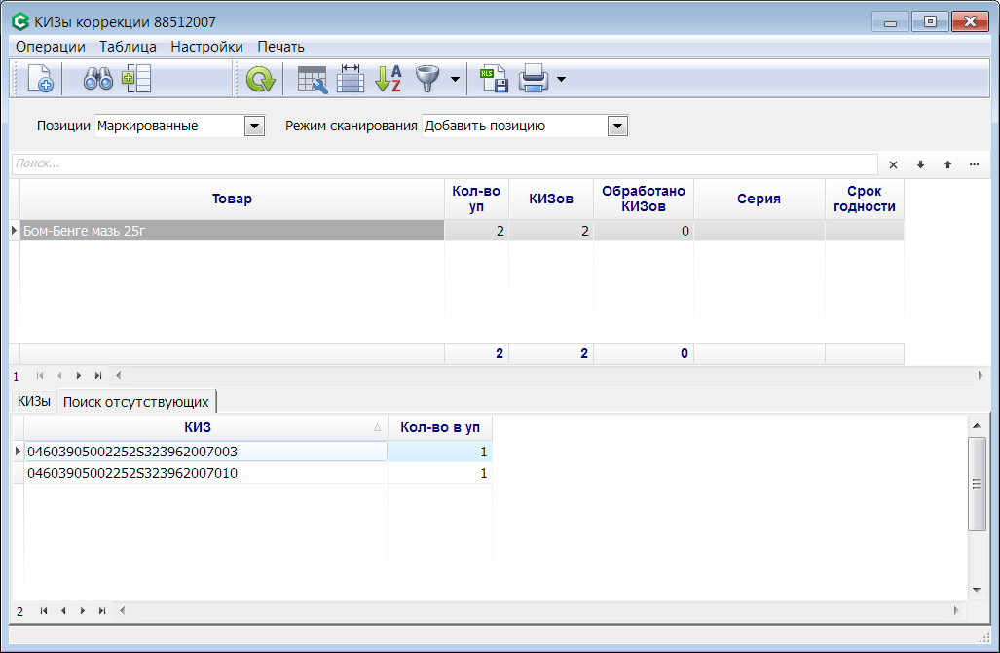 КИЗы коррекции 88512007
Операции Таблица Настройки Печать
Позиции Маркированные Режим сканирования Добавить позицию
Поиск...
Товар Кол-во уп КИЗов Обработано КИЗов Серия Срок годности
Бом-Бенге мазь 25г 2 2 0
2 2 0
1
КИЗы Поиск отсутствующих
КИЗ Кол-во в уп
04603905002252S323962007003 1
04603905002252S323962007010 1
2